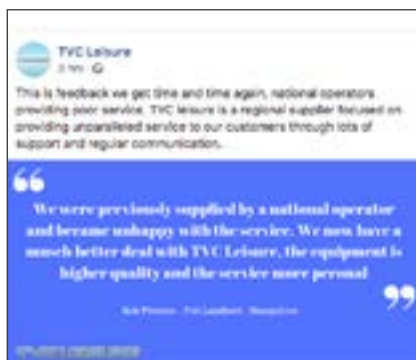 TVC Leisure
This is feedback we get time and time again, national operators
providing poor service. TVC leisure is a regional supplier focused on
providing unparalleled service to our customers through lots of
support and regular communication.
“
We were previously supplied by a national operator
and became unhappy with the service. We now have a
much better deal with TVC Leisure, the equipment is
higher quality and the service more personal
”